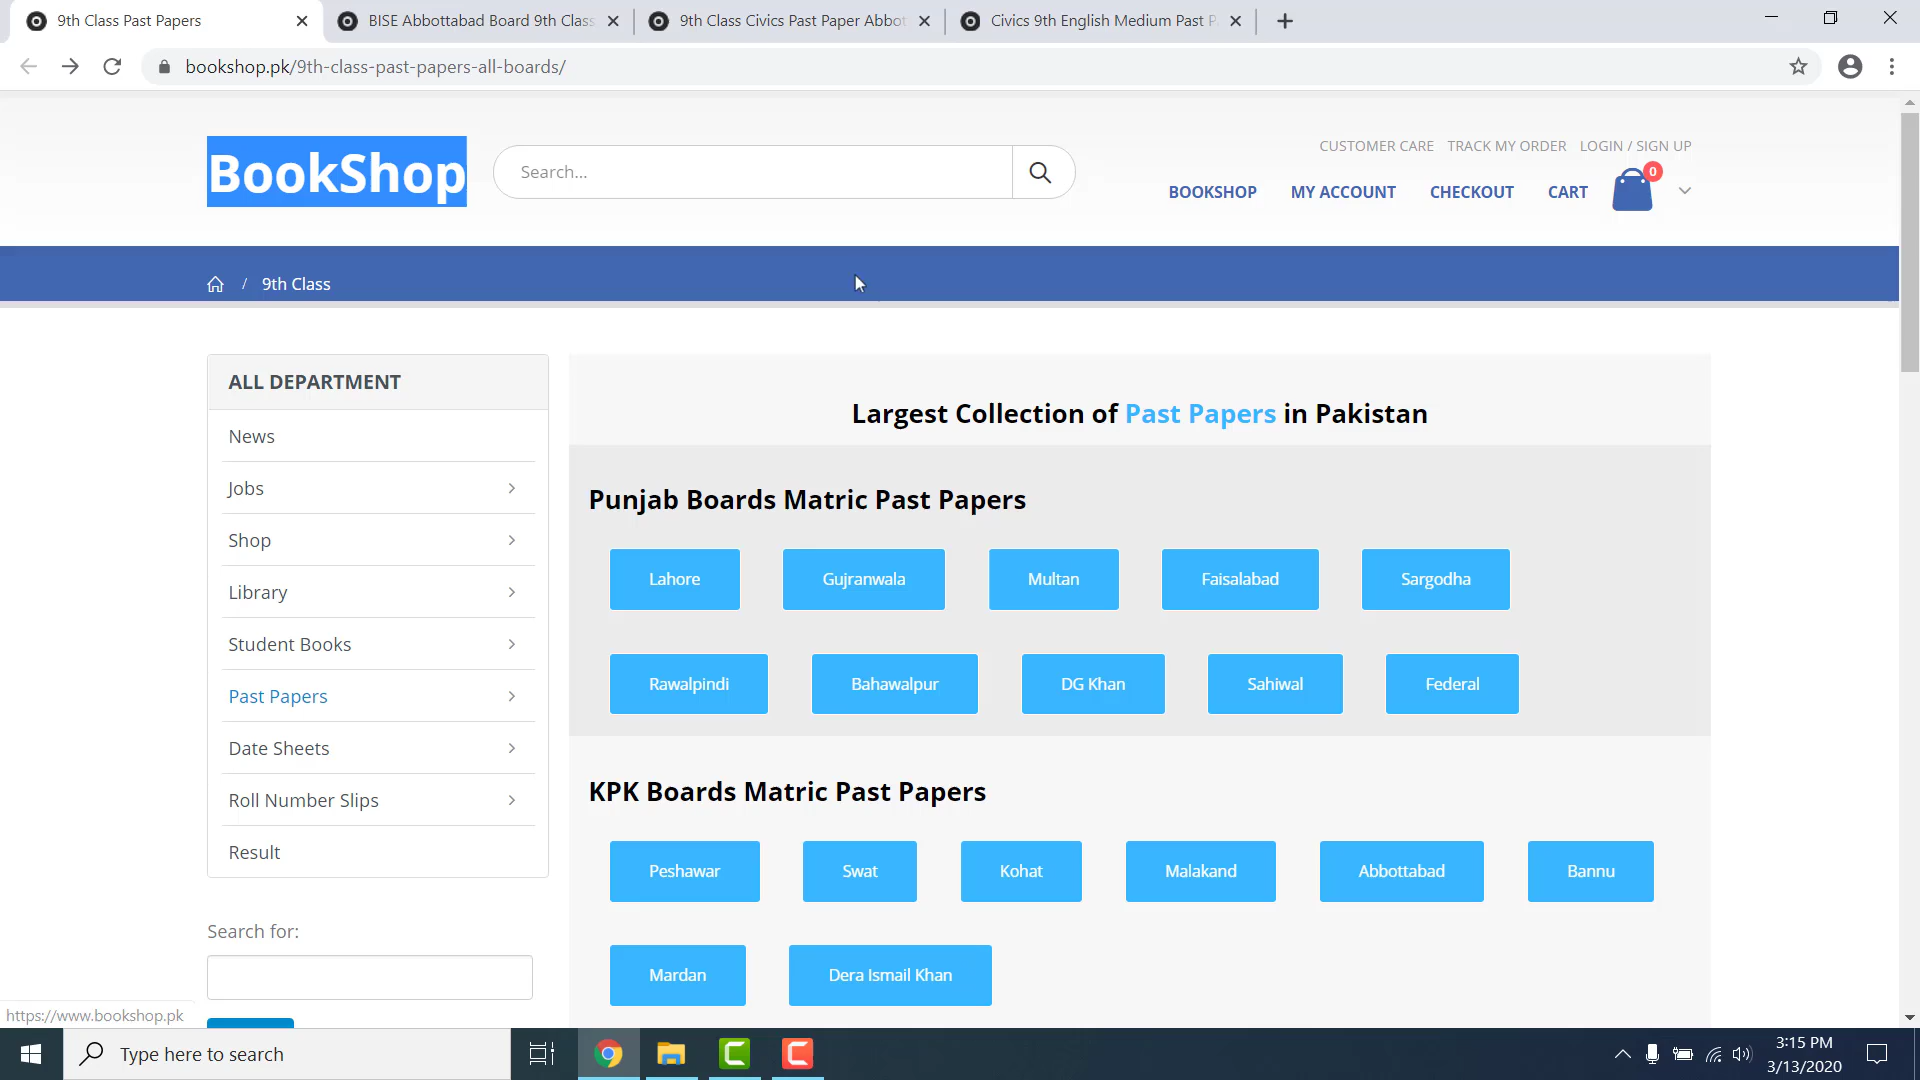 9th Class Past Papers
BISE Abbottabad Board 9th Class
9th Class Civics Past Paper Abbot
Civics 9th English Medium Past P
bookshop.pk/9th-class-past-papers-all-boards/
BookShop
Search...
CUSTOMER CARE TRACK MY ORDER LOGIN / SIGN UP
BOOKSHOP MY ACCOUNT CHECKOUT CART 0
/ 9th Class
ALL DEPARTMENT
News
Jobs
Shop
Library
Student Books
Past Papers
Date Sheets
Roll Number Slips
Result
Search for:
Largest Collection of Past Papers in Pakistan
Punjab Boards Matric Past Papers
Lahore Gujranwala Multan Faisalabad Sargodha
Rawalpindi Bahawalpur DG Khan Sahiwal Federal
KPK Boards Matric Past Papers
Peshawar Swat Kohat Malakand Abbottabad Bannu
Mardan Dera Ismail Khan
https://www.bookshop.pk
Type here to search
3:15 PM
3/13/2020